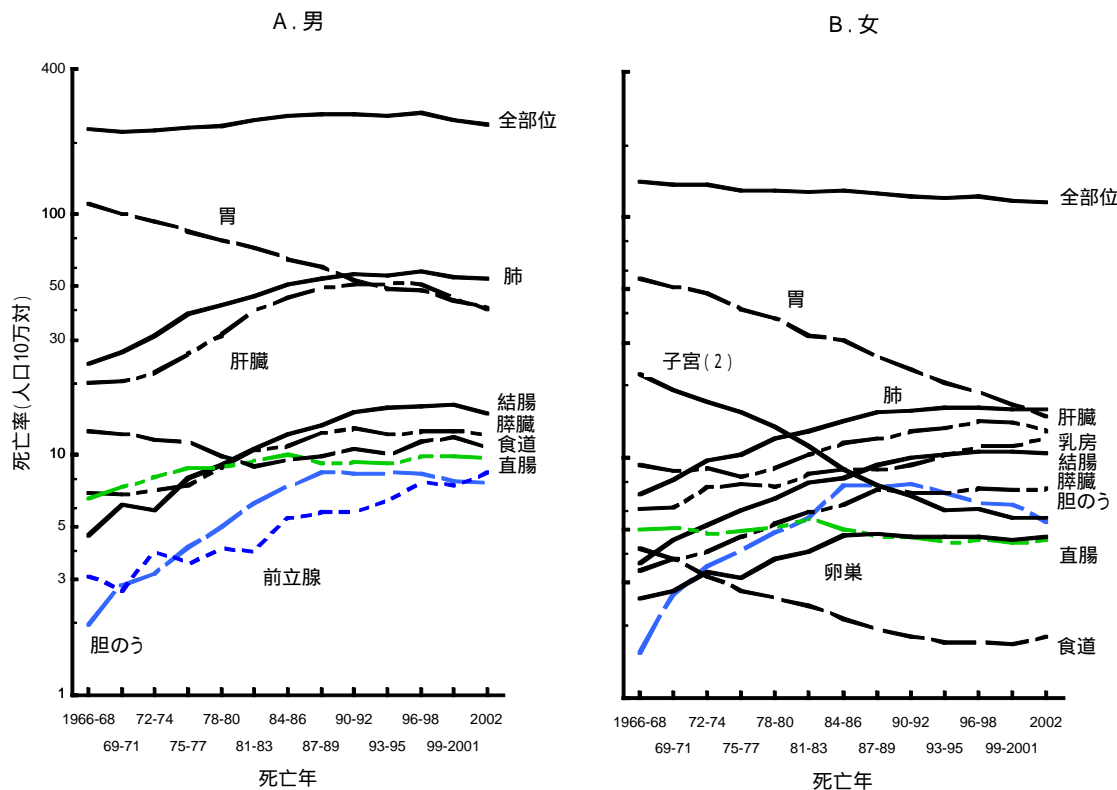 A.男
400
100
50
30
10
5
3
1
死亡率(人口10万対)
全部位
胃
肺
肝臓
結腸
膵臓
食道
直腸
前立腺
胆のう
1966-68 72-74 78-80 84-86 90-92 96-98 2002
69-71 75-77 81-83 87-89 93-95 99-2001
死亡年
B.女
全部位
胃
子宮(2)
肺
肝臓
乳房
結腸
膵臓
胆のう
直腸
卵巣
食道
1966-68 72-74 78-80 84-86 90-92 96-98 2002
69-71 75-77 81-83 87-89 93-95 99-2001
死亡年